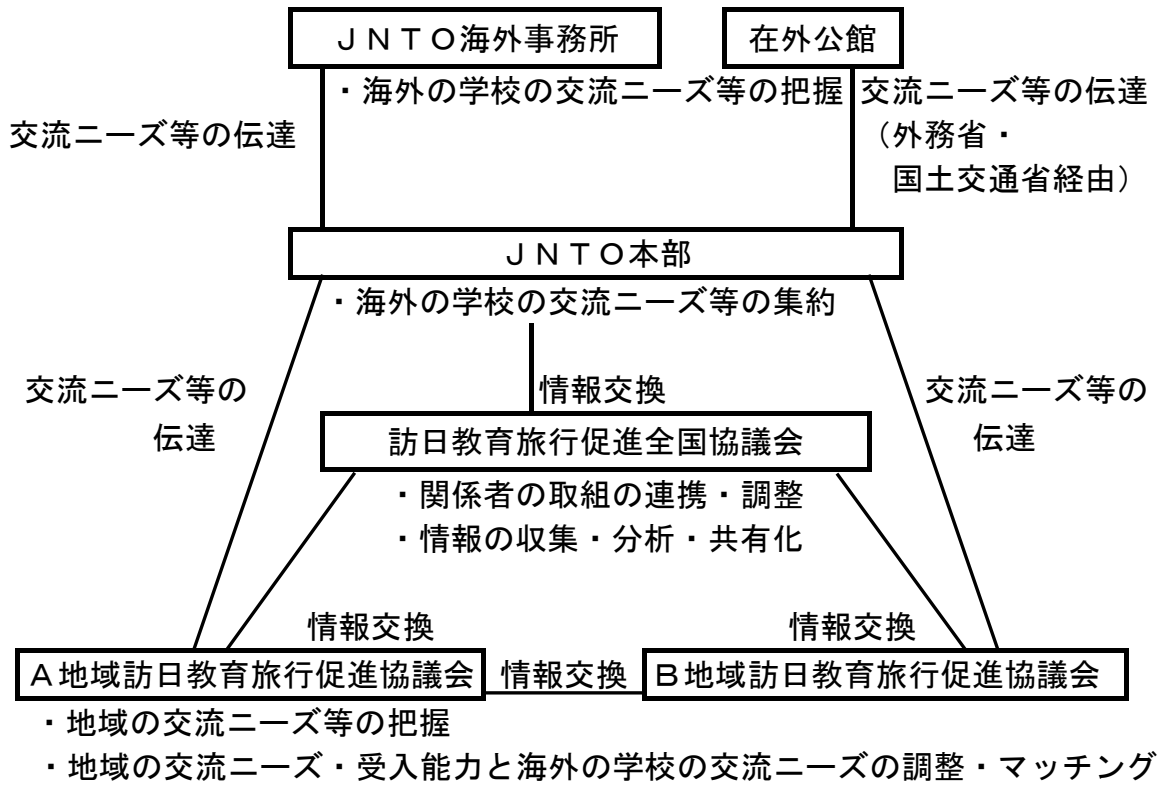 ＪＮＴＯ海外事務所
在外公館
・海外の学校の交流ニーズ等の把握
交流ニーズ等の伝達
交流ニーズ等の伝達
（外務省・
国土交通省経由）
ＪＮＴＯ本部
・海外の学校の交流ニーズ等の集約
交流ニーズ等の
伝達
情報交換
交流ニーズ等の
伝達
訪日教育旅行促進全国協議会
・関係者の取組の連携・調整
・情報の収集・分析・共有化
情報交換
情報交換
Ａ地域訪日教育旅行促進協議会
情報交換
Ｂ地域訪日教育旅行促進協議会
・地域の交流ニーズ等の把握
・地域の交流ニーズ・受入能力と海外の学校の交流ニーズの調整・マッチング